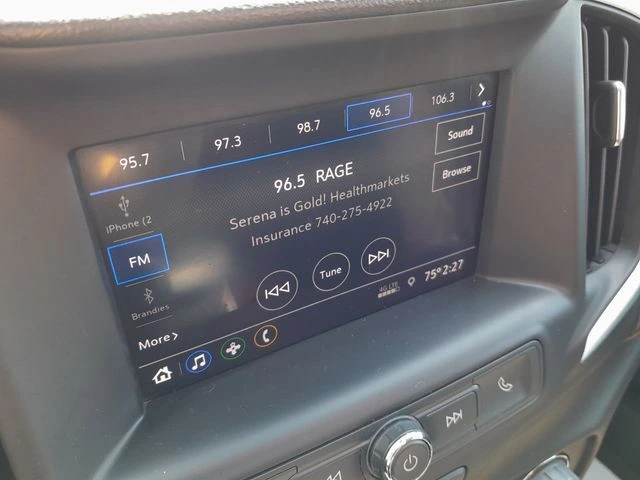 95.7 97.3 98.7 96.5 106.3
96.5 RAGE
Sound
iPhone (2
Serena is Gold! Healthmarkets
Insurance 740-275-4922
Browse
FM
Tune
Brandies
4G LTE
75° 2:27
More